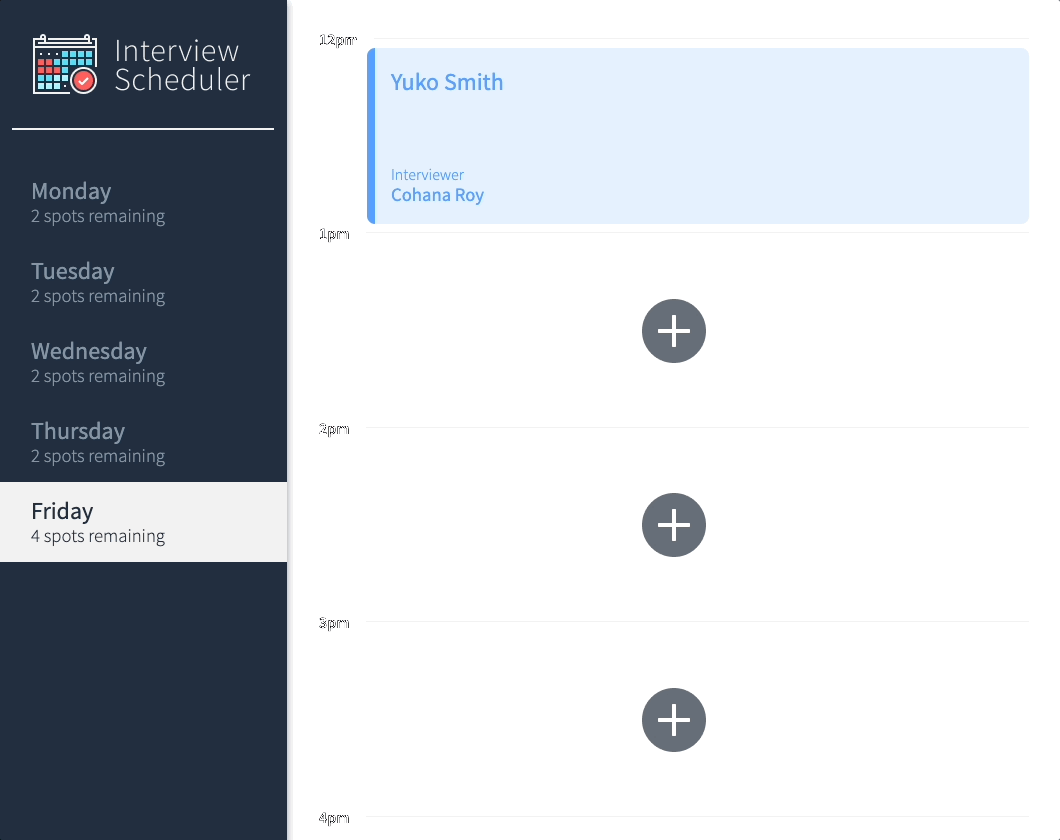 Interview
Scheduler
Monday
2 spots remaining
Tuesday
2 spots remaining
Wednesday
2 spots remaining
Thursday
2 spots remaining
Friday
4 spots remaining
12pm
Yuko Smith
Interviewer
Cohana Roy
1pm
2pm
3pm
4pm